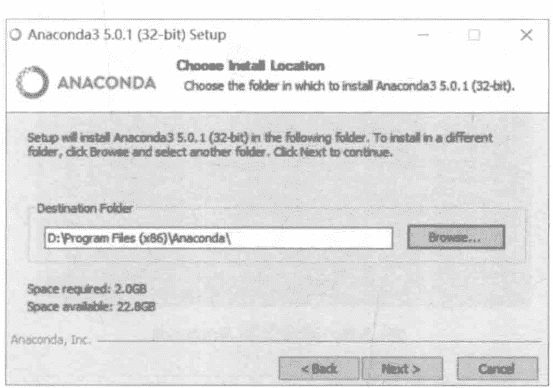 Anaconda3 5.0.1 (32-bit) Setup
Choose Install Location
ANACONDA
Choose the folder in which to install Anaconda3 5.0.1 (32-bit).
Setup will install Anaconda3 5.0.1 (32-bit) in the following folder. To install in a different
folder, click Browse and select another folder. Click Next to continue.
Destination Folder
D:\Program Files (x86)\Anaconda\
Browse...
Space required: 2.0GB
Space available: 22.8GB
Anaconda, Inc.
< Back
Next >
Cancel